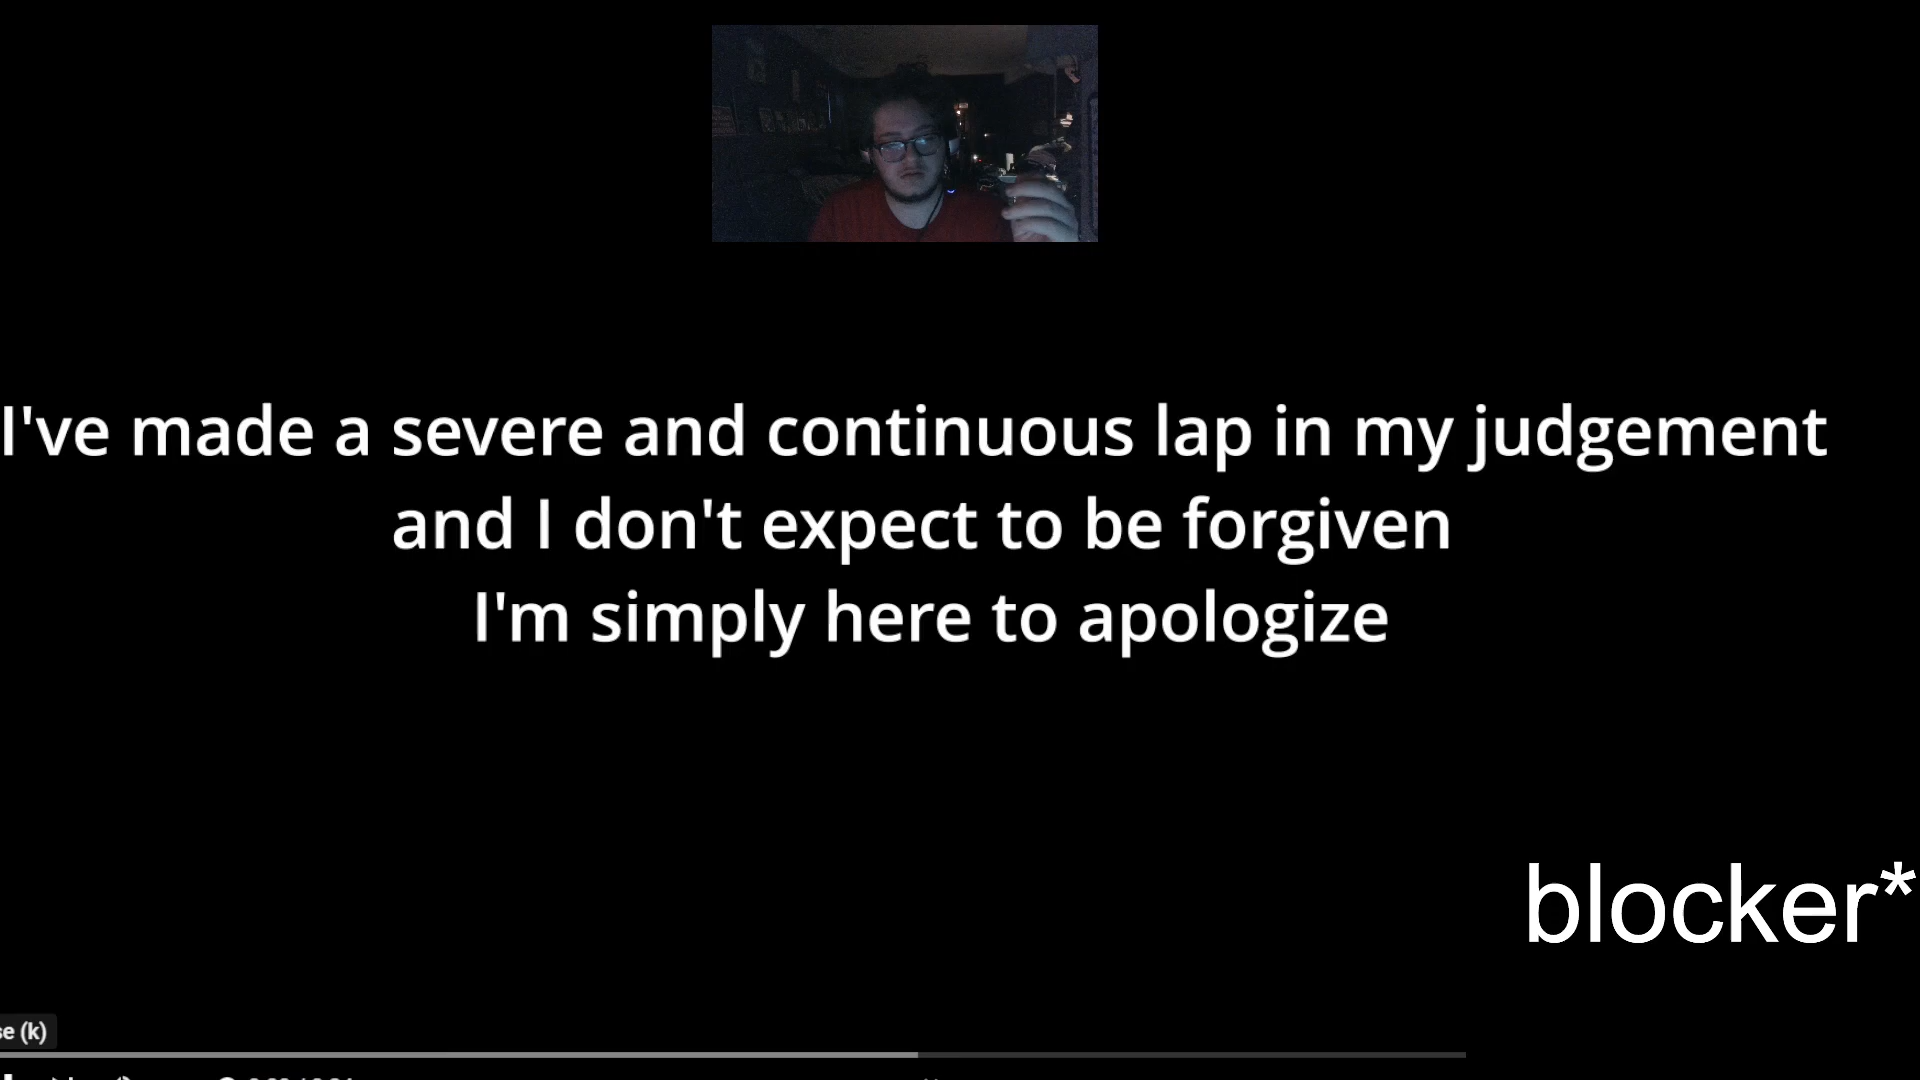 I've made a severe and continuous lap in my judgement
and I don't expect to be forgiven
I'm simply here to apologize
blocker*
se (k)